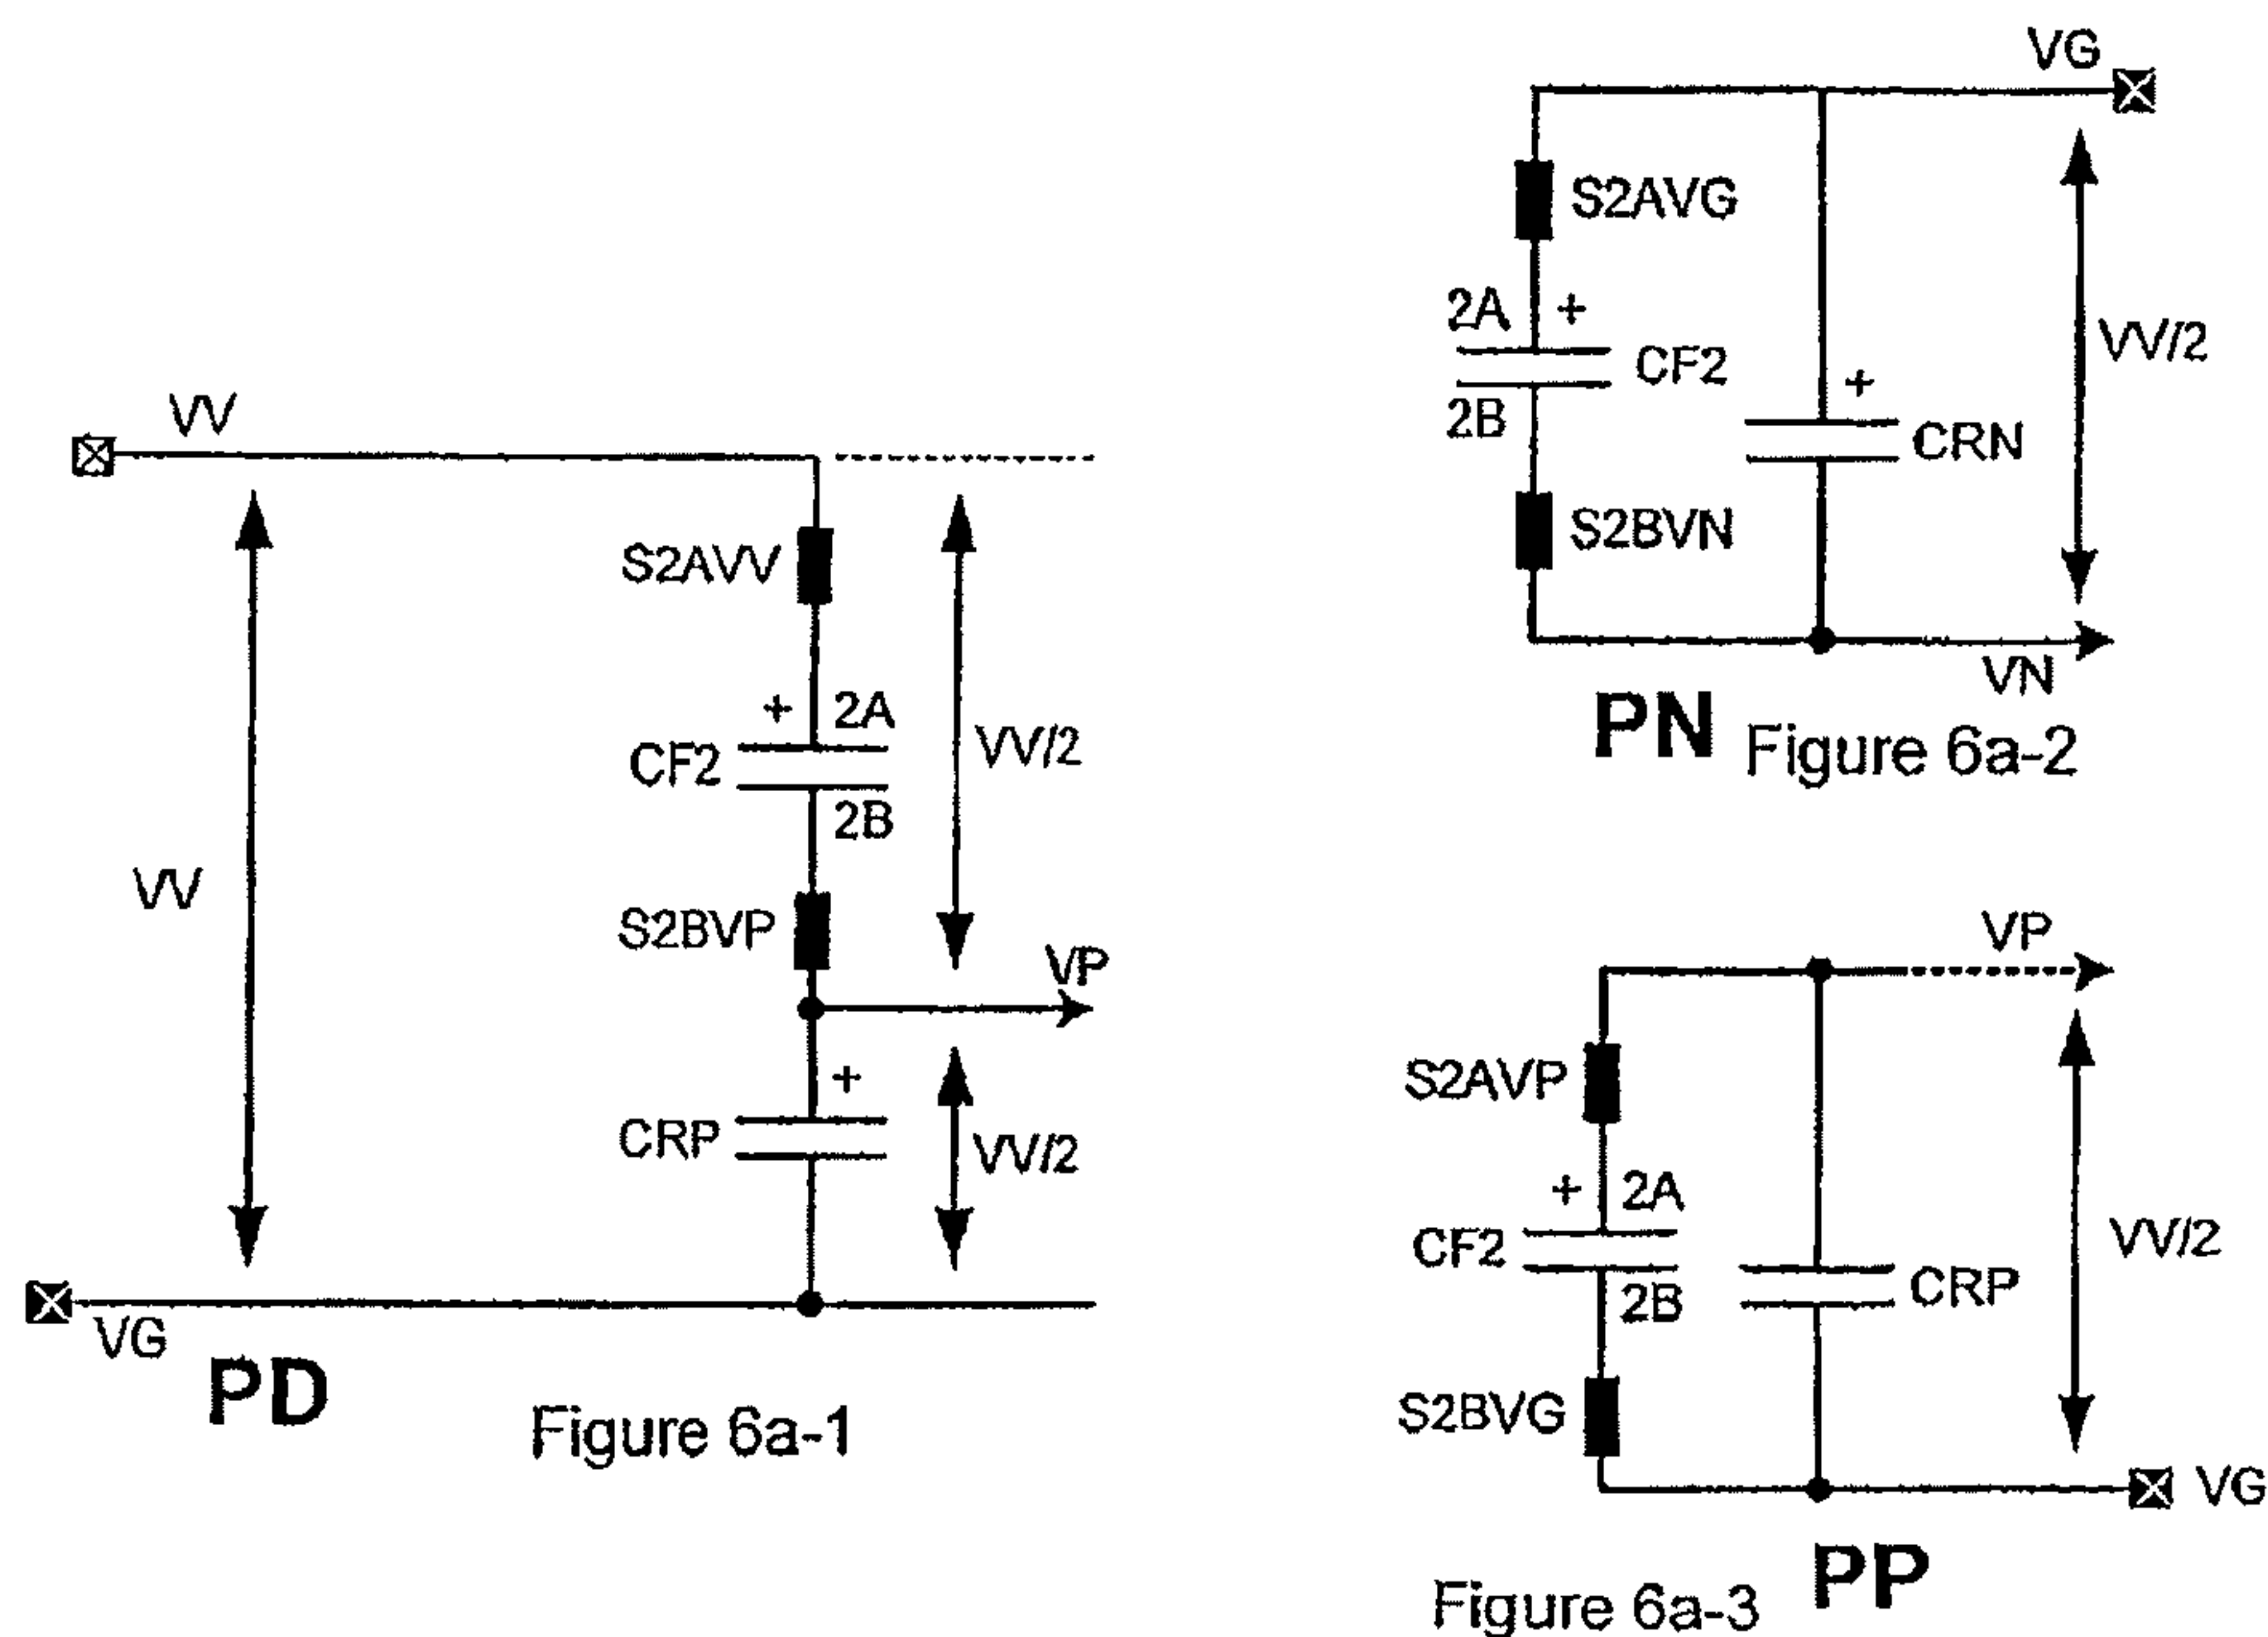 VV
VV
S2AVV
+ 2A
CF2
2B
VV/2
S2BVP
VP
+
CRP
VV/2
VG
PD
Figure 6a-1
VG
S2AVG
2A +
CF2
2B
+
CRN
VV/2
S2BVN
VN
PN Figure 6a-2
VP
S2AVP
+ 2A
CF2
2B
CRP
VV/2
S2BVG
VG
PP
Figure 6a-3